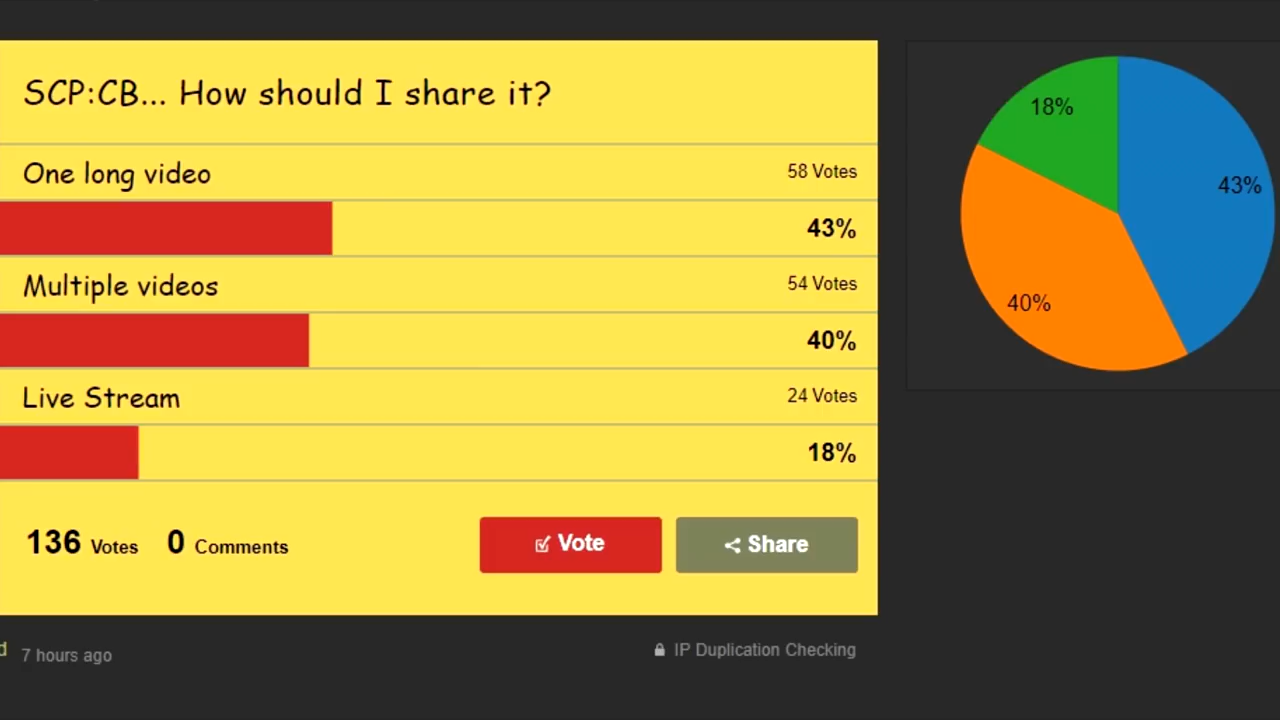 SCP:CB... How should I share it?
One long video 58 Votes
43%
Multiple videos 54 Votes
40%
Live Stream 24 Votes
18%
136 Votes 0 Comments Vote Share
d 7 hours ago IP Duplication Checking
18%
43%
40%